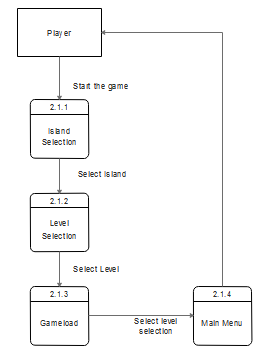 Player
Start the game
2.1.1
Island
Selection
Select Island
2.1.2
Level
Selection
Select Level
2.1.3
Gameload
Select level
selection
2.1.4
Main Menu